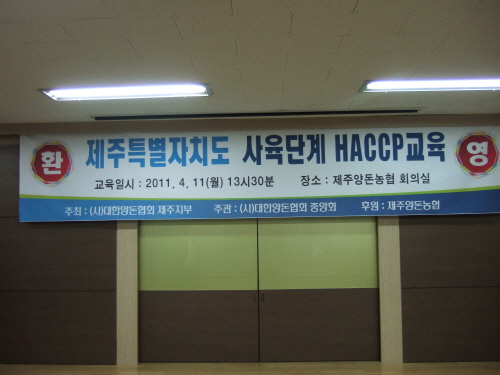 환 제주특별자치도 사육단계 HACCP교육 영
교육일시 : 2011. 4. 11(월) 13시30분 장소 : 제주양돈농협 회의실
주최 : (사)대한양돈협회 제주지부 주관 : (사)대한양돈협회 중앙회 후원 : 제주양돈농협